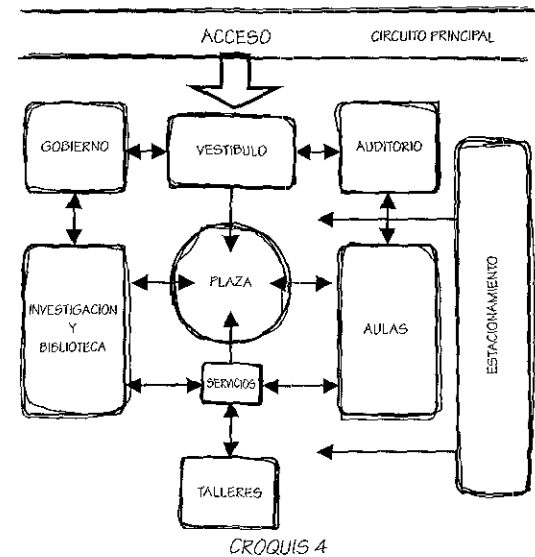 ACCESO
CIRCUITO PRINCIPAL
GOBIERNO
VESTIBULO
AUDITORIO
PLAZA
INVESTIGACION
Y
BIBLIOTECA
AULAS
ESTACIONAMIENTO
SERVICIOS
TALLERES
CROQUIS 4